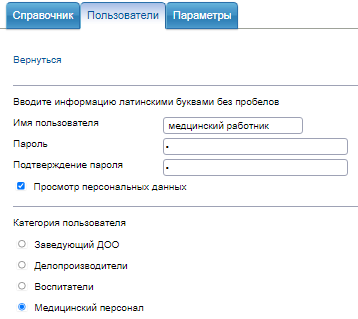 Справочник Пользователи Параметры
Вернуться
Вводите информацию латинскими буквами без пробелов
Имя пользователя медцинский работник
Пароль •
Подтверждение пароля •
Просмотр персональных данных
Категория пользователя
Заведующий ДОО
Делопроизводители
Воспитатели
Медицинский персонал